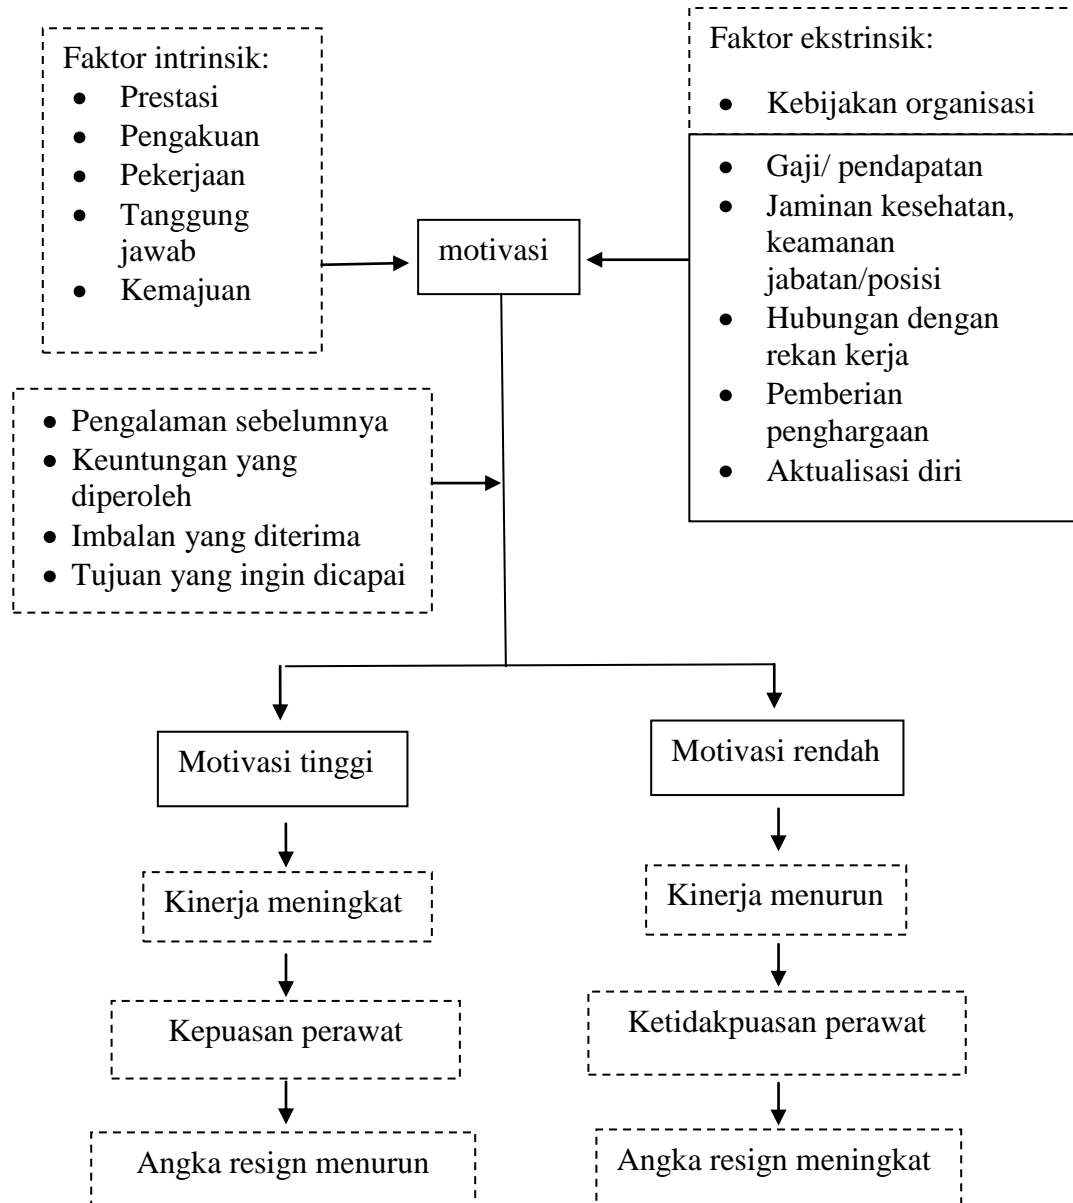 Faktor intrinsik:
• Prestasi
• Pengakuan
• Pekerjaan
• Tanggung
jawab
• Kemajuan
Faktor ekstrinsik:
• Kebijakan organisasi
• Gaji/ pendapatan
• Jaminan kesehatan,
keamanan
jabatan/posisi
• Hubungan dengan
rekan kerja
• Pemberian
penghargaan
• Aktualisasi diri
motivasi
• Pengalaman sebelumnya
• Keuntungan yang
diperoleh
• Imbalan yang diterima
• Tujuan yang ingin dicapai
Motivasi tinggi
Motivasi rendah
Kinerja meningkat
Kinerja menurun
Kepuasan perawat
Ketidakpuasan perawat
Angka resign menurun
Angka resign meningkat